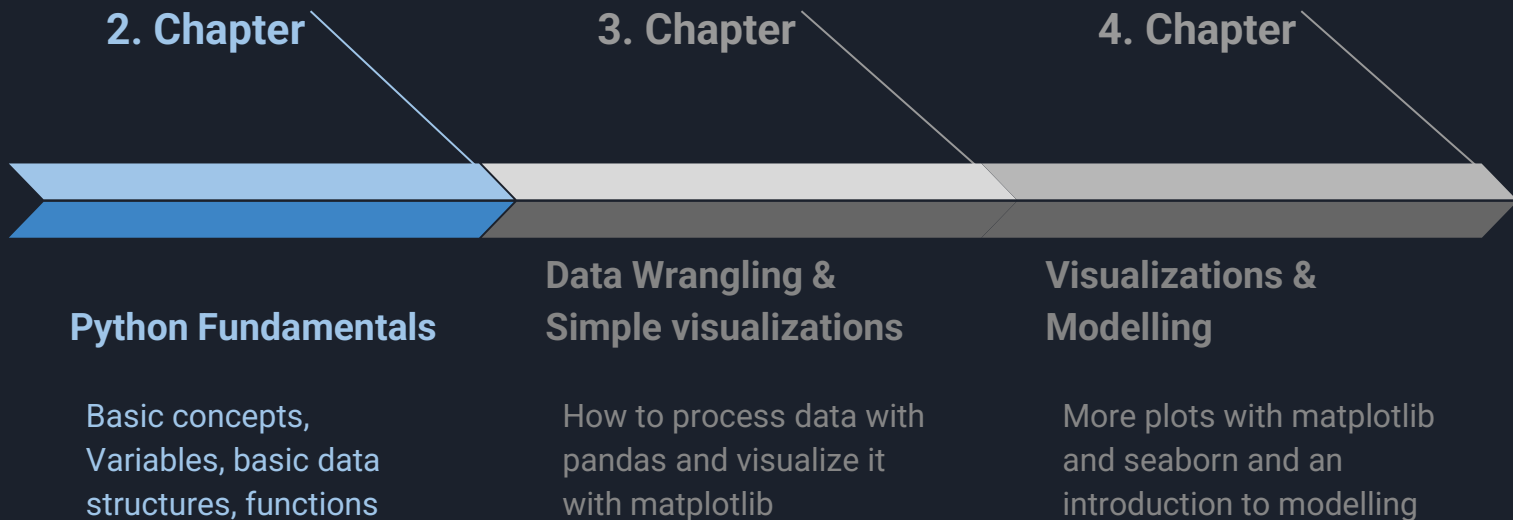 2. Chapter
3. Chapter
4. Chapter
Python Fundamentals
Basic concepts,
Variables, basic data
structures, functions
Data Wrangling &
Simple visualizations
How to process data with
pandas and visualize it
with matplotlib
Visualizations &
Modelling
More plots with matplotlib
and seaborn and an
introduction to modelling